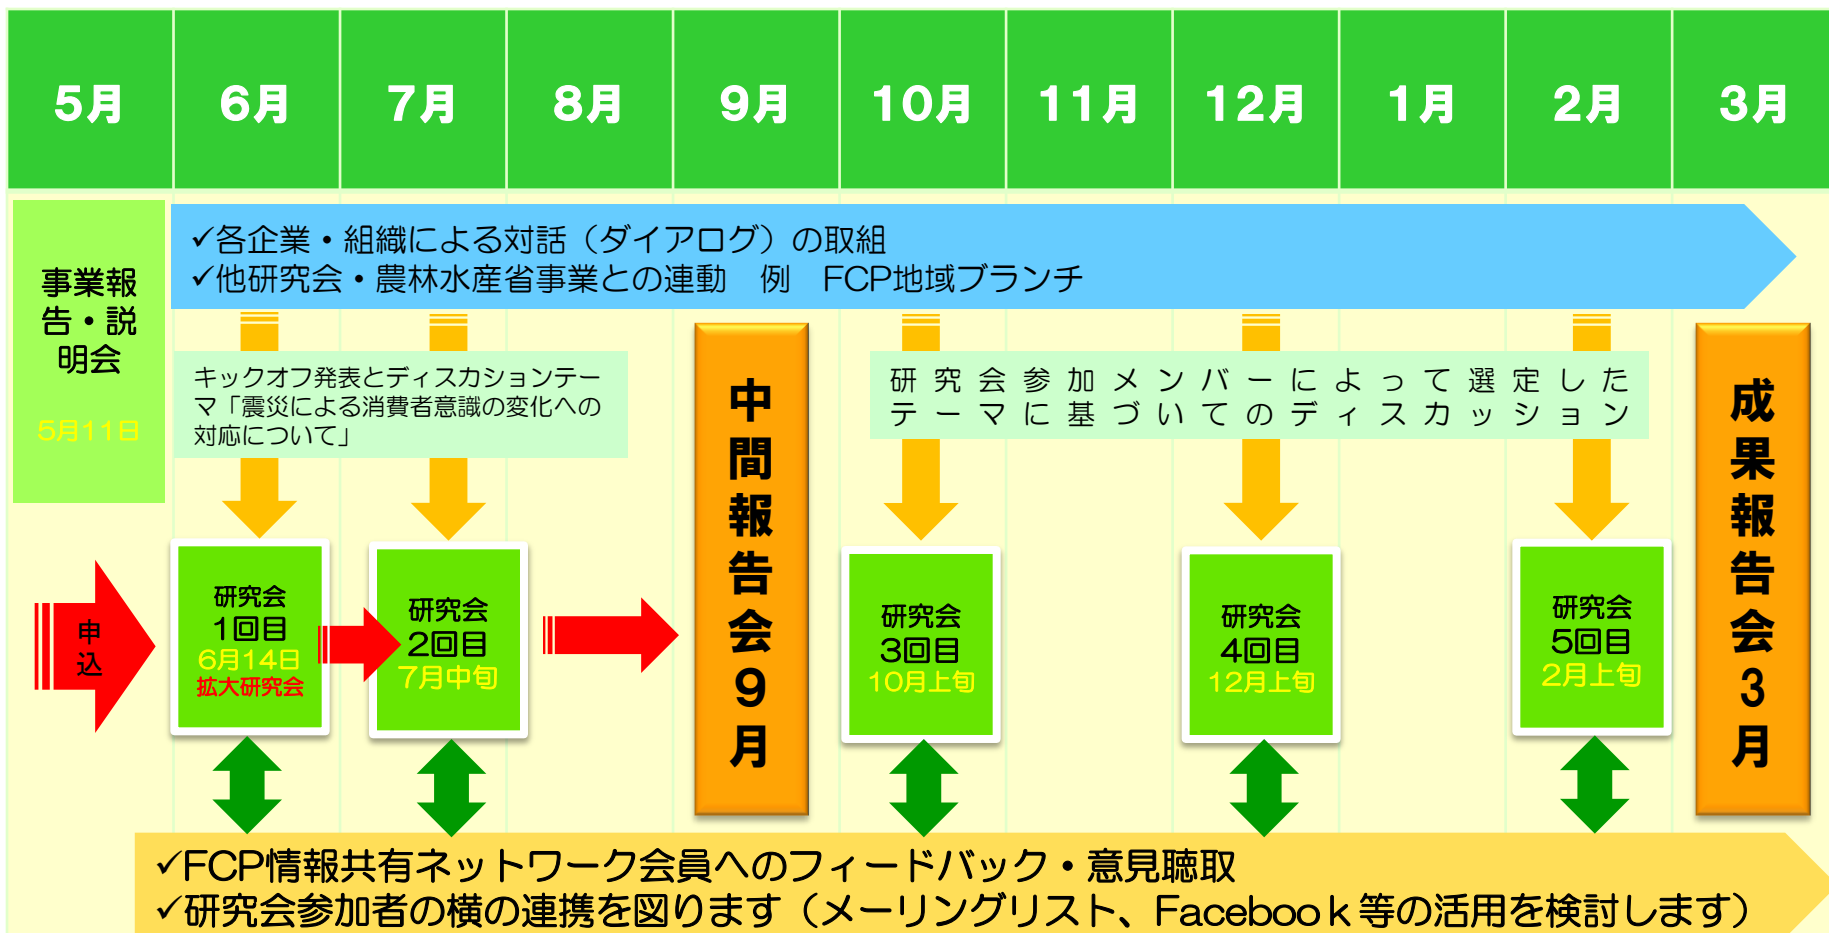 5月
6月
7月
8月
9月
10月
11月
12月
1月
2月
3月
事業報
告・説
明会
5月11日
✓各企業・組織による対話（ダイアログ）の取組
✓他研究会・農林水産省事業との連動　例　FCP地域ブランチ
キックオフ発表とディスカションテー
マ「震災による消費者意識の変化への
対応について」
中間報告会9月
研究会参加メンバーによって選定した
テーマに基づいてのディスカッション
成果報告会3月
申
込
研究会
1回目
6月14日
拡大研究会
研究会
2回目
7月中旬
研究会
3回目
10月上旬
研究会
4回目
12月上旬
研究会
5回目
2月上旬
✓FCP情報共有ネットワーク会員へのフィードバック・意見聴取
✓研究会参加者の横の連携を図ります（メーリングリスト、Facebook等の活用を検討します）